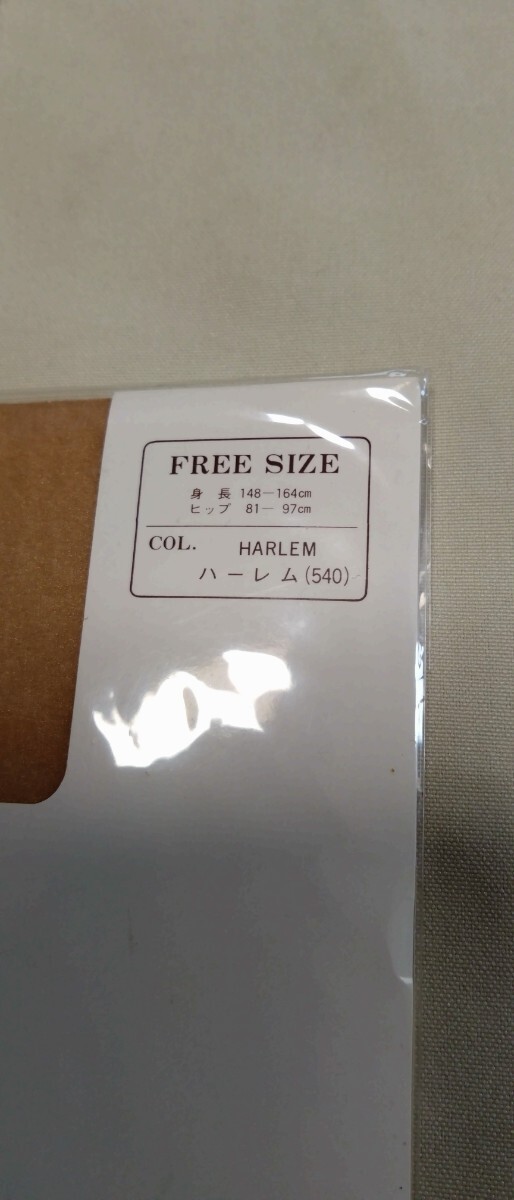 FREE SIZE
身長 148—164cm
ヒップ 81—97cm
COL. HARLEM
ハーレム(540)